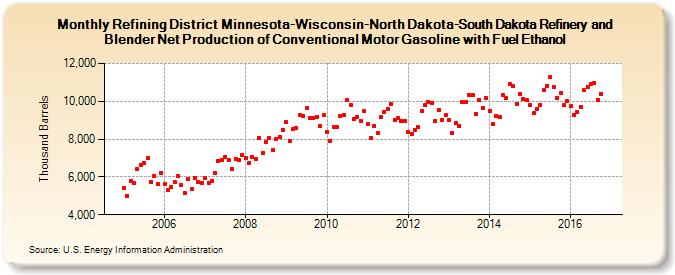 Monthly Refining District Minnesota-Wisconsin-North Dakota-South Dakota Refinery and
Blender Net Production of Conventional Motor Gasoline with Fuel Ethanol
Thousand Barrels
12,000
10,000
8,000
6,000
4,000
2006
2008
2010
2012
2014
2016
Source: U.S. Energy Information Administration